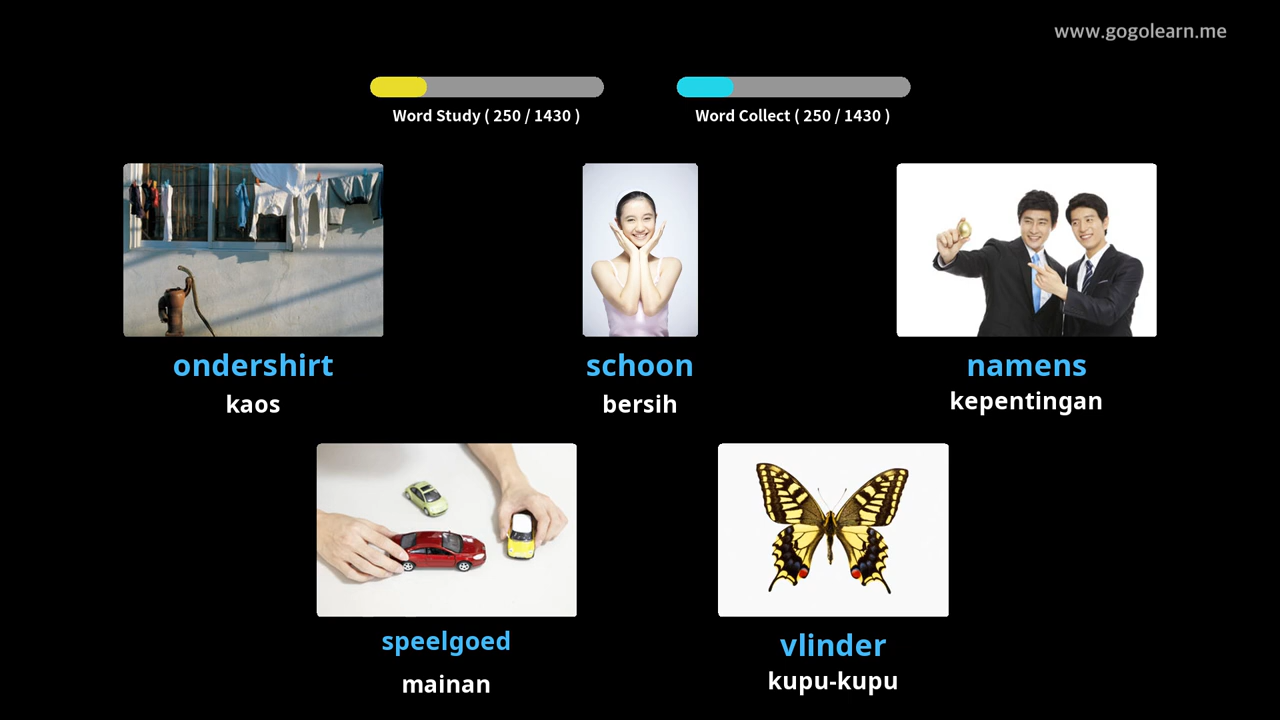 www.gogolearn.me
Word Study ( 250 / 1430 )
Word Collect ( 250 / 1430 )
ondershirt
kaos
schoon
bersih
namens
kepentingan
speelgoed
mainan
vlinder
kupu-kupu